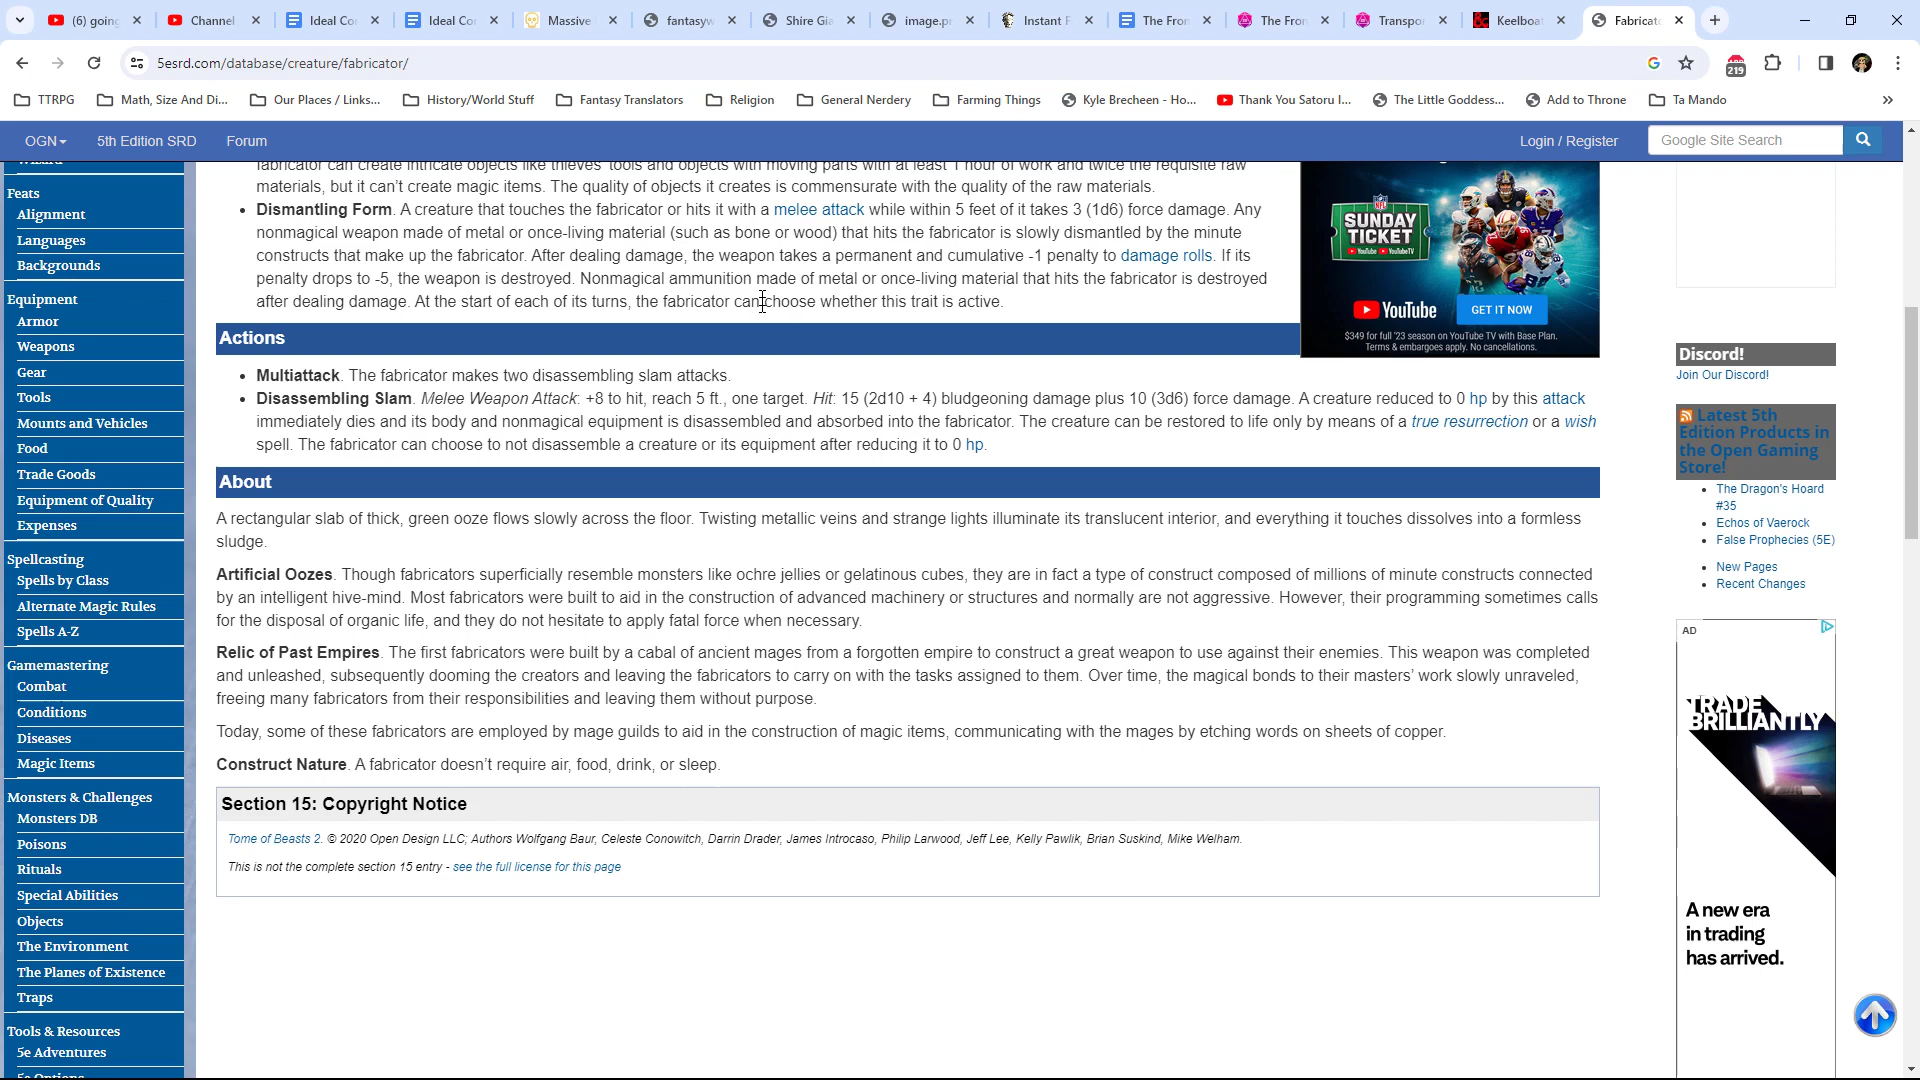 (6) going
Channel
Ideal Co
Ideal Co
Massive
fantasyw
Shire Gia
image.p
Instant F
The Fron
The Fron
Transpor
Keelboat
Fabricato
5esrd.com/database/creature/fabricator/
219
TTRPG
Math, Size And Di...
Our Places / Links...
History/World Stuff
Fantasy Translators
Religion
General Nerdery
Farming Things
Kyle Brecheen - Ho...
Thank You Satoru I...
The Little Goddess...
Add to Throne
Ta Mando
»
OGN
5th Edition SRD
Forum
Login / Register
Google Site Search
Wizard
Feats
Alignment
Languages
Backgrounds
Equipment
Armor
Weapons
Gear
Tools
Mounts and Vehicles
Food
Trade Goods
Equipment of Quality
Expenses
Spellcasting
Spells by Class
Alternate Magic Rules
Spells A-Z
Gamemastering
Combat
Conditions
Diseases
Magic Items
Monsters & Challenges
Monsters DB
Poisons
Rituals
Special Abilities
Objects
The Environment
The Planes of Existence
Traps
Tools & Resources
5e Adventures
5e Options
fabricator can create intricate objects like thieves' tools and objects with moving parts with at least 1 hour of work and twice the requisite raw
materials, but it can't create magic items. The quality of objects it creates is commensurate with the quality of the raw materials.
• Dismantling Form. A creature that touches the fabricator or hits it with a melee attack while within 5 feet of it takes 3 (1d6) force damage. Any
nonmagical weapon made of metal or once-living material (such as bone or wood) that hits the fabricator is slowly dismantled by the minute
constructs that make up the fabricator. After dealing damage, the weapon takes a permanent and cumulative -1 penalty to damage rolls. If its
penalty drops to -5, the weapon is destroyed. Nonmagical ammunition made of metal or once-living material that hits the fabricator is destroyed
after dealing damage. At the start of each of its turns, the fabricator can choose whether this trait is active.
Actions
• Multiattack. The fabricator makes two disassembling slam attacks.
• Disassembling Slam. Melee Weapon Attack: +8 to hit, reach 5 ft., one target. Hit: 15 (2d10 + 4) bludgeoning damage plus 10 (3d6) force damage. A creature reduced to 0 hp by this attack
immediately dies and its body and nonmagical equipment is disassembled and absorbed into the fabricator. The creature can be restored to life only by means of a true resurrection or a wish
spell. The fabricator can choose to not disassemble a creature or its equipment after reducing it to 0 hp.
About
A rectangular slab of thick, green ooze flows slowly across the floor. Twisting metallic veins and strange lights illuminate its translucent interior, and everything it touches dissolves into a formless
sludge.
Artificial Oozes. Though fabricators superficially resemble monsters like ochre jellies or gelatinous cubes, they are in fact a type of construct composed of millions of minute constructs connected
by an intelligent hive-mind. Most fabricators were built to aid in the construction of advanced machinery or structures and normally are not aggressive. However, their programming sometimes calls
for the disposal of organic life, and they do not hesitate to apply fatal force when necessary.
Relic of Past Empires. The first fabricators were built by a cabal of ancient mages from a forgotten empire to construct a great weapon to use against their enemies. This weapon was completed
and unleashed, subsequently dooming the creators and leaving the fabricators to carry on with the tasks assigned to them. Over time, the magical bonds to their masters' work slowly unraveled,
freeing many fabricators from their responsibilities and leaving them without purpose.
Today, some of these fabricators are employed by mage guilds to aid in the construction of magic items, communicating with the mages by etching words on sheets of copper.
Construct Nature. A fabricator doesn't require air, food, drink, or sleep.
Section 15: Copyright Notice
Tome of Beasts 2. © 2020 Open Design LLC; Authors Wolfgang Baur, Celeste Conowitch, Darrin Drader, James Introcaso, Philip Larwood, Jeff Lee, Kelly Pawlik, Brian Suskind, Mike Welham.
This is not the complete section 15 entry - see the full license for this page
NFL
SUNDAY
TICKET
YouTube YouTubeTV
YouTube
GET IT NOW
$349 for full '23 season on YouTube TV with Base Plan.
Terms & embargoes apply. No cancellations.
Discord!
Join Our Discord!
Latest 5th
Edition Products in
the Open Gaming
Store!
• The Dragon's Hoard
#35
• Echos of Vaerock
• False Prophecies (5E)
• New Pages
• Recent Changes
AD
TRADE
BRILLIANTLY
A new era
in trading
has arrived.